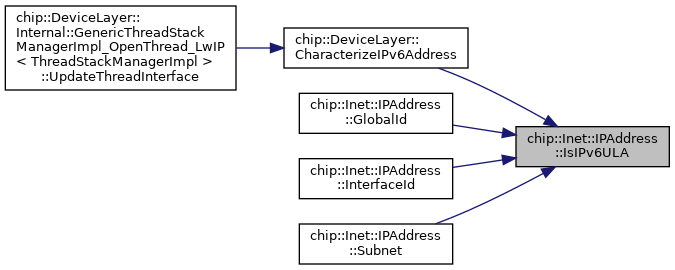 chip::DeviceLayer::
Internal::GenericThreadStack
ManagerImpl_OpenThread_LwIP
< ThreadStackManagerImpl >
::UpdateThreadInterface
chip::DeviceLayer::
CharacterizeIPv6Address
chip::Inet::IPAddress
::GlobalId
chip::Inet::IPAddress
::InterfaceId
chip::Inet::IPAddress
::Subnet
chip::Inet::IPAddress
::IsIPv6ULA